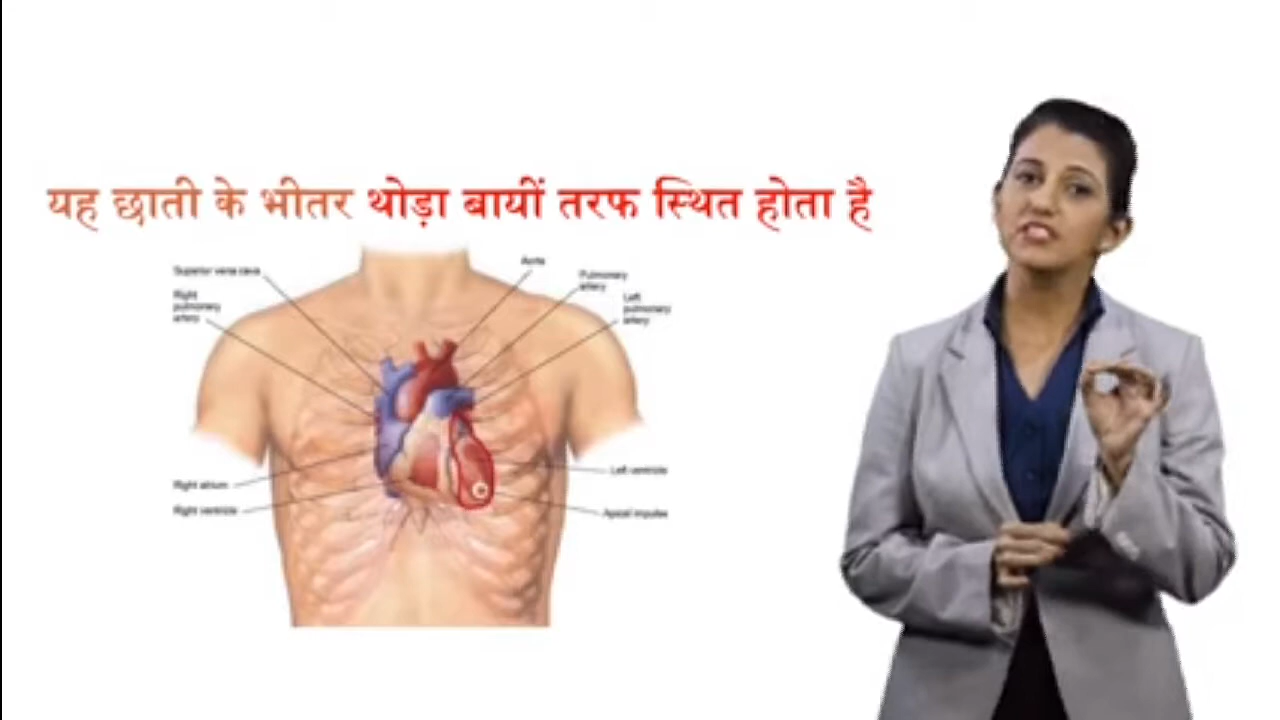 यह छाती के भीतर थोड़ा बायीं तरफ स्थित होता है
Superior vena cava
Right
pulmonary
artery
Aorta
Pulmonary
artery
Left
pulmonary
artery
Right atrium
Right ventricle
Left ventricle
Apical impulse